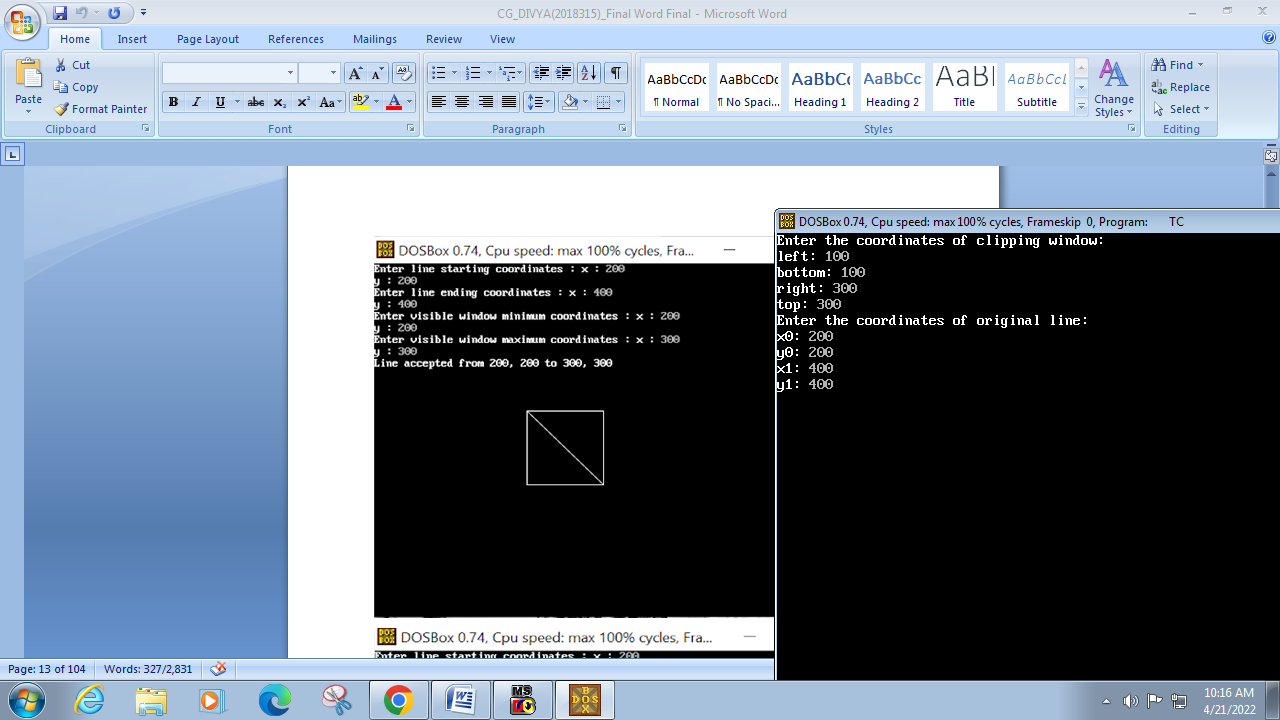 CG_DIVYA(2018315)_Final Word Final - Microsoft Word
Home Insert Page Layout References Mailings Review View
Paste
Cut
Copy
Format Painter
Clipboard
B I U abc x₂ x² Aa
Font
Paragraph
AaBbCcDc AaBbCcDc AaBbCc AaBbCc AaBl AaBbCcl
¶ Normal ¶ No Spaci... Heading 1 Heading 2 Title Subtitle
Change Styles
Styles
Find
Replace
Select
Editing
DOSBox 0.74, Cpu speed: max 100% cycles, Fra...
Enter line starting coordinates : x : 200
y : 200
Enter line ending coordinates : x : 400
y : 400
Enter visible window minimum coordinates : x : 200
y : 200
Enter visible window maximum coordinates : x : 300
y : 300
Line accepted from 200, 200 to 300, 300
DOSBox 0.74, Cpu speed: max 100% cycles, Fra...
Enter line starting coordinates : x : 200
DOSBox 0.74, Cpu speed: max 100% cycles, Frameskip 0, Program: TC
Enter the coordinates of clipping window:
left: 100
bottom: 100
right: 300
top: 300
Enter the coordinates of original line:
x0: 200
y0: 200
x1: 400
y1: 400
Page: 13 of 104 Words: 327/2,831
10:16 AM
4/21/2022